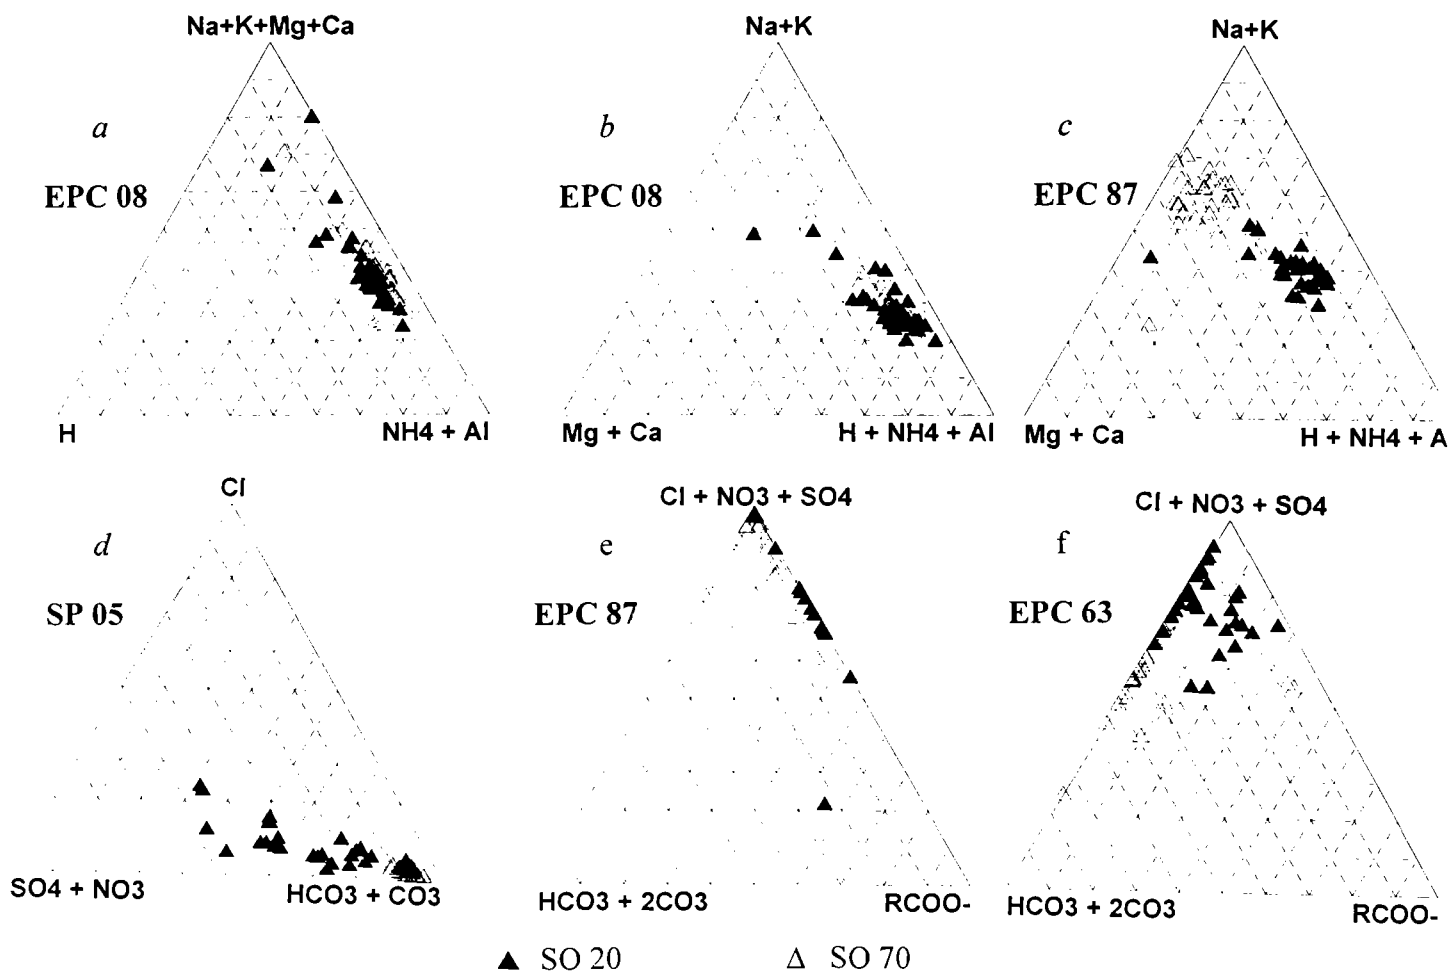 Na+K+Mg+Ca
a
EPC 08
H
NH4 + Al
Na+K
b
EPC 08
Mg + Ca
H + NH4 + Al
Na+K
c
EPC 87
Mg + Ca
H + NH4 + A
Cl
d
SP 05
SO4 + NO3
HCO3 + CO3
Cl + NO3 + SO4
e
EPC 87
HCO3 + 2CO3
RCOO-
Cl + NO3 + SO4
f
EPC 63
HCO3 + 2CO3
RCOO-
▲ SO 20 △ SO 70